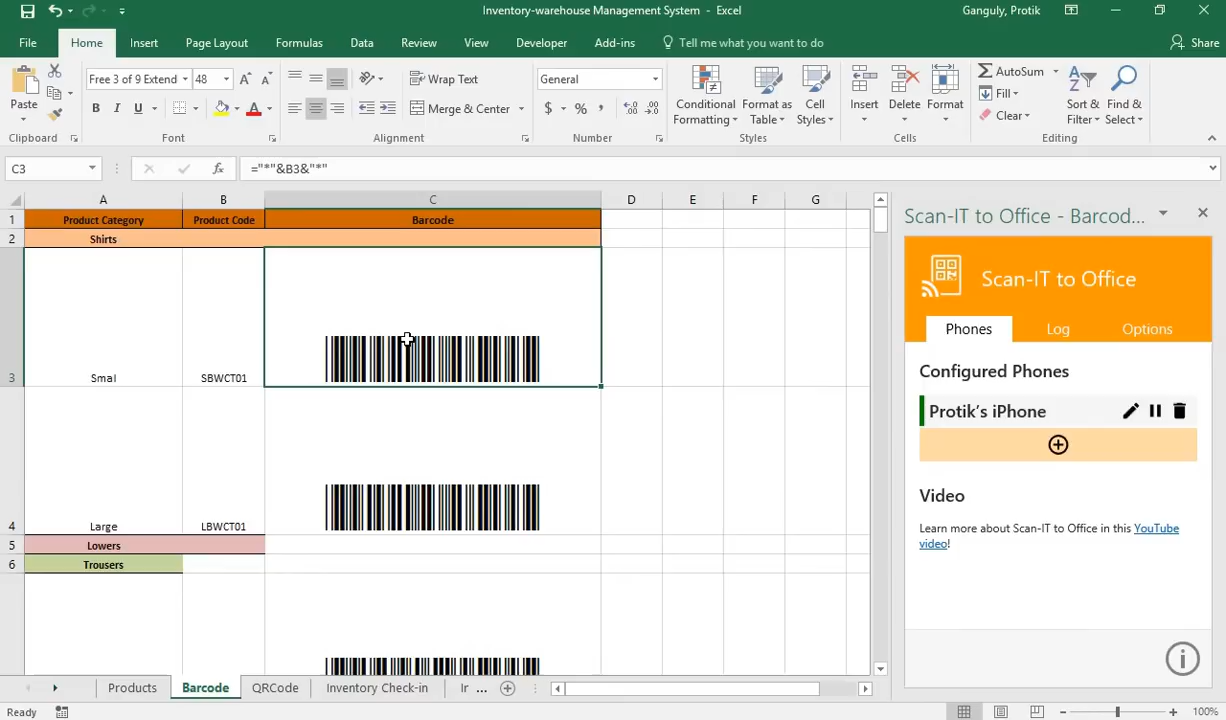 Inventory-warehouse Management System - Excel
Ganguly, Protik
File Home Insert Page Layout Formulas Data Review View Developer Add-ins Tell me what you want to do Share
Paste
Free 3 of 9 Extend 48
B I U
Wrap Text
Merge & Center
General
$ % ,
Conditional Formatting
Format as Table
Cell Styles
Insert
Delete
Format
AutoSum
Fill
Clear
Sort & Filter
Find & Select
Clipboard Font Alignment Number Styles Cells Editing
C3 fx ="*"&B3&"*"
A B C D E F G
1 Product Category Product Code Barcode
2 Shirts
3 Smal SBWCT01
4 Large LBWCT01
5 Lowers
6 Trousers
Scan-IT to Office - Barcod...
Scan-IT to Office
Phones Log Options
Configured Phones
Protik's iPhone
Video
Learn more about Scan-IT to Office in this YouTube
video!
Products Barcode QRCode Inventory Check-in Ir ...
Ready
100%